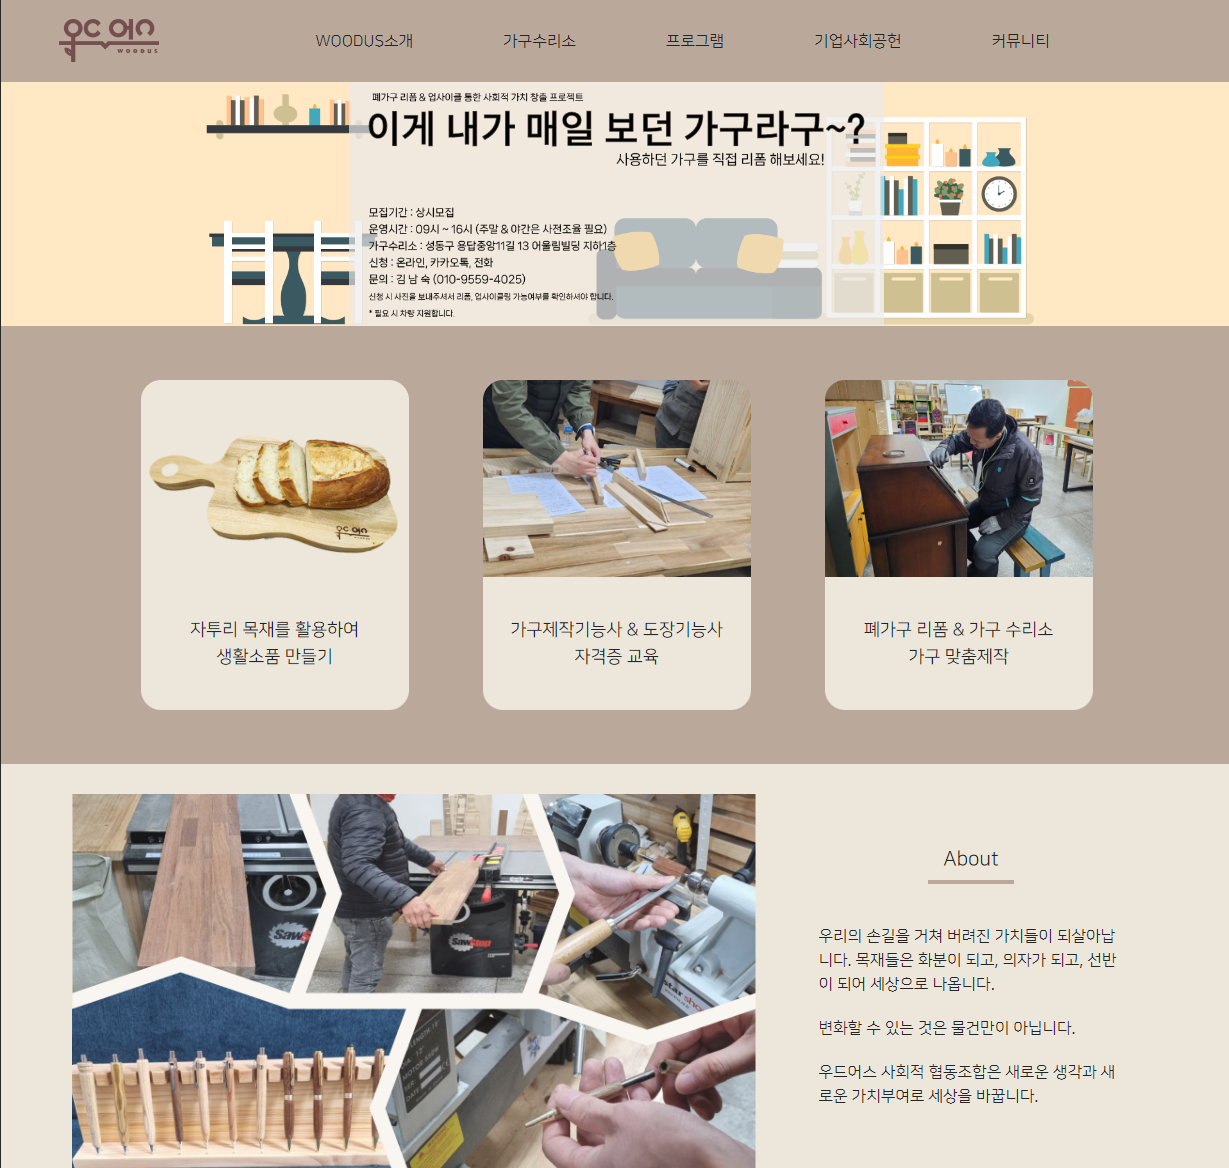 우드어스
WOODUS
WOODUS소개
가구수리소
프로그램
기업사회공헌
커뮤니티
폐가구 리폼 & 업사이클 통한 사회적 가치 창출 프로젝트
이게 내가 매일 보던 가구라구~?
사용하던 가구를 직접 리폼 해보세요!
모집기간 : 상시모집
운영시간 : 09시 ~ 16시 (주말 & 야간은 사전조율 필요)
가구수리소 : 성동구 용답중앙11길 13 어울림빌딩 지하1층
신청 : 온라인, 카카오톡, 전화
문의 : 김 남 숙 (010-9559-4025)
신청 시 사진을 보내주셔서 리폼, 업사이클링 가능여부를 확인하셔야 합니다.
* 필요 시 차량 지원합니다.
자투리 목재를 활용하여
생활소품 만들기
가구제작기능사 & 도장기능사
자격증 교육
폐가구 리폼 & 가구 수리소
가구 맞춤제작
SawStop
SawStop
About
우리의 손길을 거쳐 버려진 가치들이 되살아납
니다. 목재들은 화분이 되고, 의자가 되고, 선반
이 되어 세상으로 나옵니다.
변화할 수 있는 것은 물건만이 아닙니다.
우드어스 사회적 협동조합은 새로운 생각과 새
로운 가치부여로 세상을 바꿉니다.